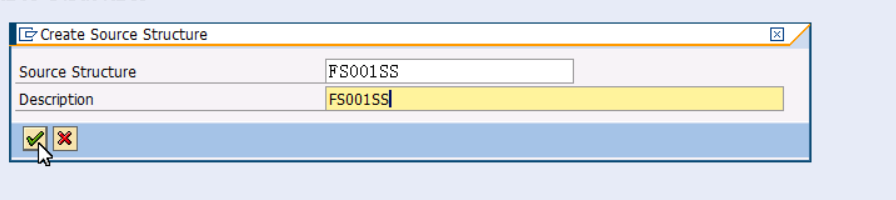 Create Source Structure
Source Structure FS001SS
Description FS001SS